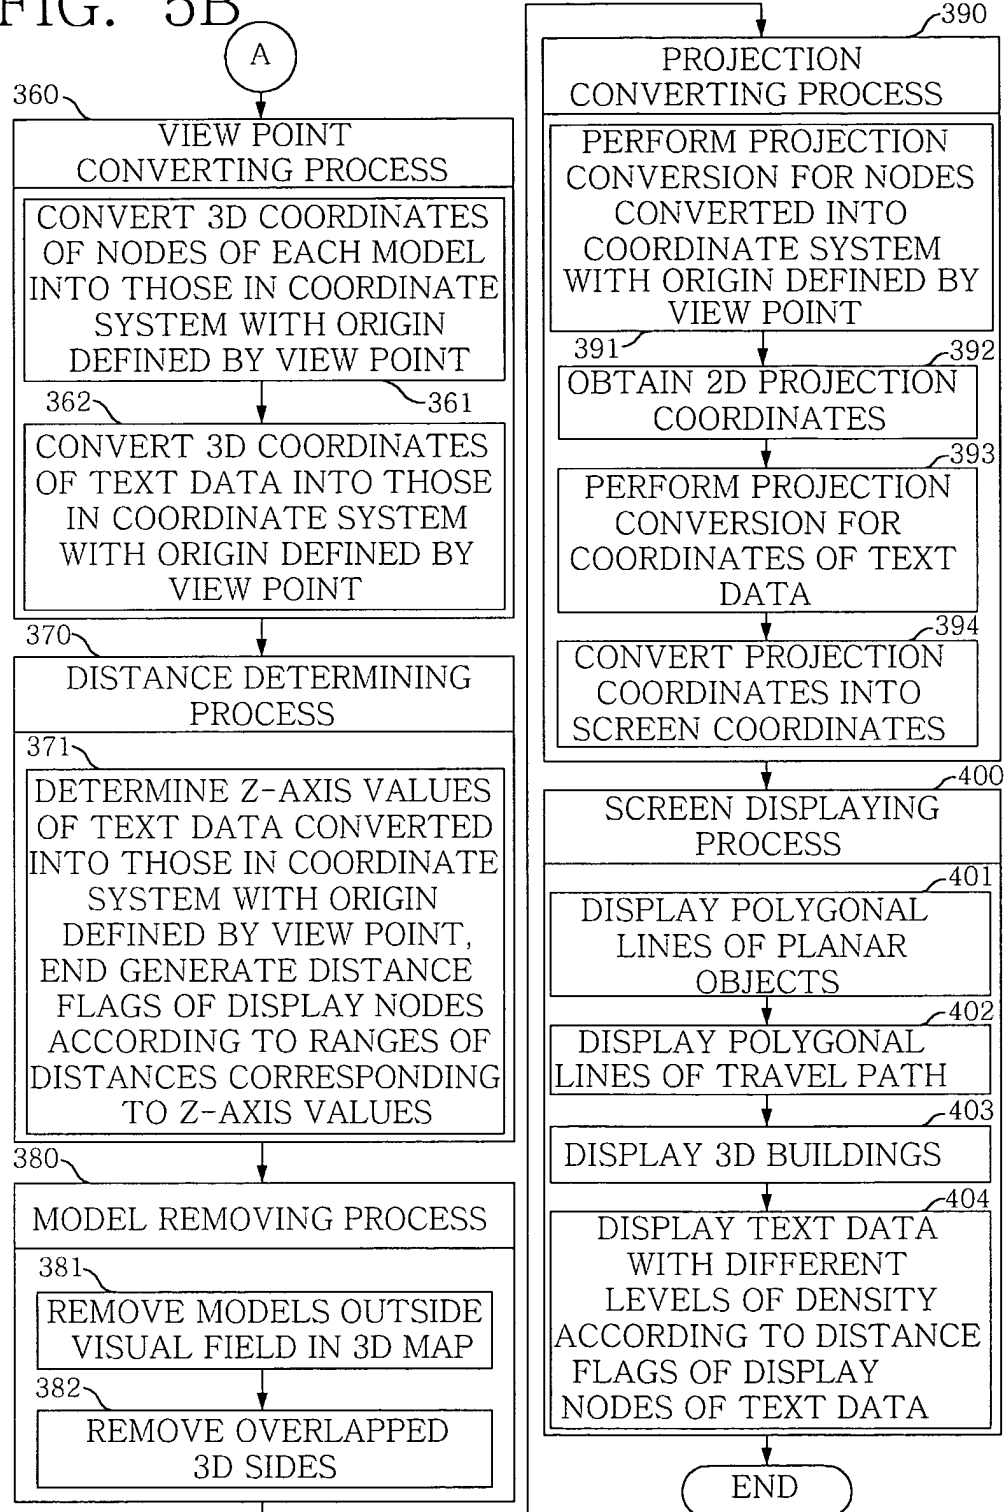 FIG. 5B
A
360
VIEW POINT
CONVERTING PROCESS
CONVERT 3D COORDINATES
OF NODES OF EACH MODEL
INTO THOSE IN COORDINATE
SYSTEM WITH ORIGIN
DEFINED BY VIEW POINT
361
362
CONVERT 3D COORDINATES
OF TEXT DATA INTO THOSE
IN COORDINATE SYSTEM
WITH ORIGIN DEFINED BY
VIEW POINT
370
DISTANCE DETERMINING
PROCESS
371
DETERMINE Z-AXIS VALUES
OF TEXT DATA CONVERTED
INTO THOSE IN COORDINATE
SYSTEM WITH ORIGIN
DEFINED BY VIEW POINT,
END GENERATE DISTANCE
FLAGS OF DISPLAY NODES
ACCORDING TO RANGES OF
DISTANCES CORRESPONDING
TO Z-AXIS VALUES
380
MODEL REMOVING PROCESS
381
REMOVE MODELS OUTSIDE
VISUAL FIELD IN 3D MAP
382
REMOVE OVERLAPPED
3D SIDES
390
PROJECTION
CONVERTING PROCESS
PERFORM PROJECTION
CONVERSION FOR NODES
CONVERTED INTO
COORDINATE SYSTEM
WITH ORIGIN DEFINED BY
VIEW POINT
391
392
OBTAIN 2D PROJECTION
COORDINATES
393
PERFORM PROJECTION
CONVERSION FOR
COORDINATES OF TEXT
DATA
394
CONVERT PROJECTION
COORDINATES INTO
SCREEN COORDINATES
400
SCREEN DISPLAYING
PROCESS
401
DISPLAY POLYGONAL
LINES OF PLANAR
OBJECTS
402
DISPLAY POLYGONAL
LINES OF TRAVEL PATH
403
DISPLAY 3D BUILDINGS
404
DISPLAY TEXT DATA
WITH DIFFERENT
LEVELS OF DENSITY
ACCORDING TO DISTANCE
FLAGS OF DISPLAY
NODES OF TEXT DATA
END